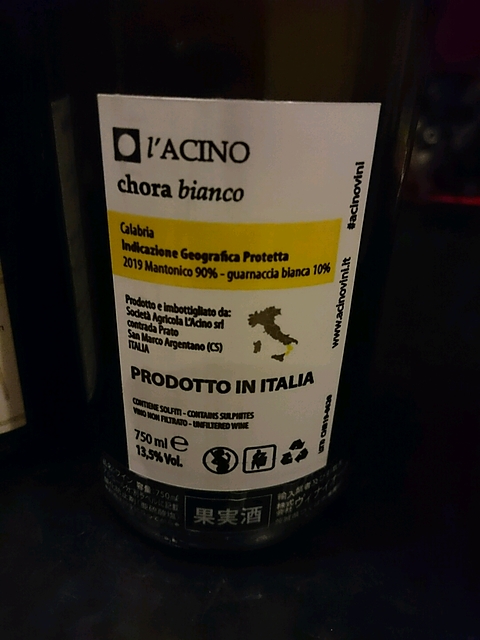 l'ACINO
chora bianco
Calabria
Indicazione Geografica Protetta
2019 Mantonico 90% - guarnaccia bianca 10%
Prodotto e imbottigliato da:
Società Agricola L'Acino srl
contrada Prato
San Marco Argentano (CS)
ITALIA
PRODOTTO IN ITALIA
CONTIENE SOLFITI - CONTAINS SULPHITES
VINO NON FILTRATO - UNFILTERED WINE
750 ml e
13,5% Vol.
#acinovini
www.acinovini.it
果実酒